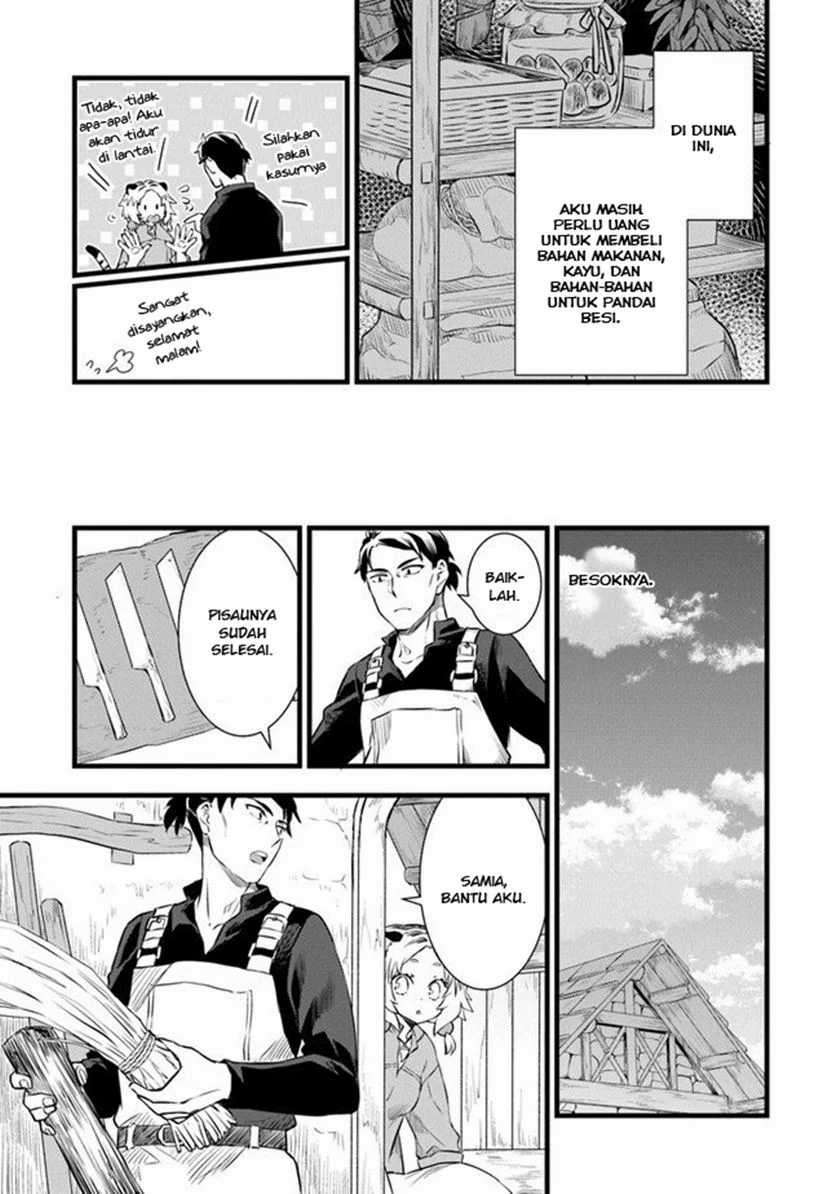 DI DUNIA
INI,
AKU MASIH
PERLU UANG
UNTUK MEMBELI
BAHAN MAKANAN,
KAYU, DAN
BAHAN-BAHAN
UNTUK PANDAI
BESI.
Silahkan
pakai
kasurnya
Tidak, tidak
apa-apa! Aku
akan tidur
di lantai.
Sangat
disayangkan,
selamat
malam!
BESOKNYA.
BAIK-
LAH.
PISAUNYA
SUDAH
SELESAI.
SAMIA,
BANTU AKU.